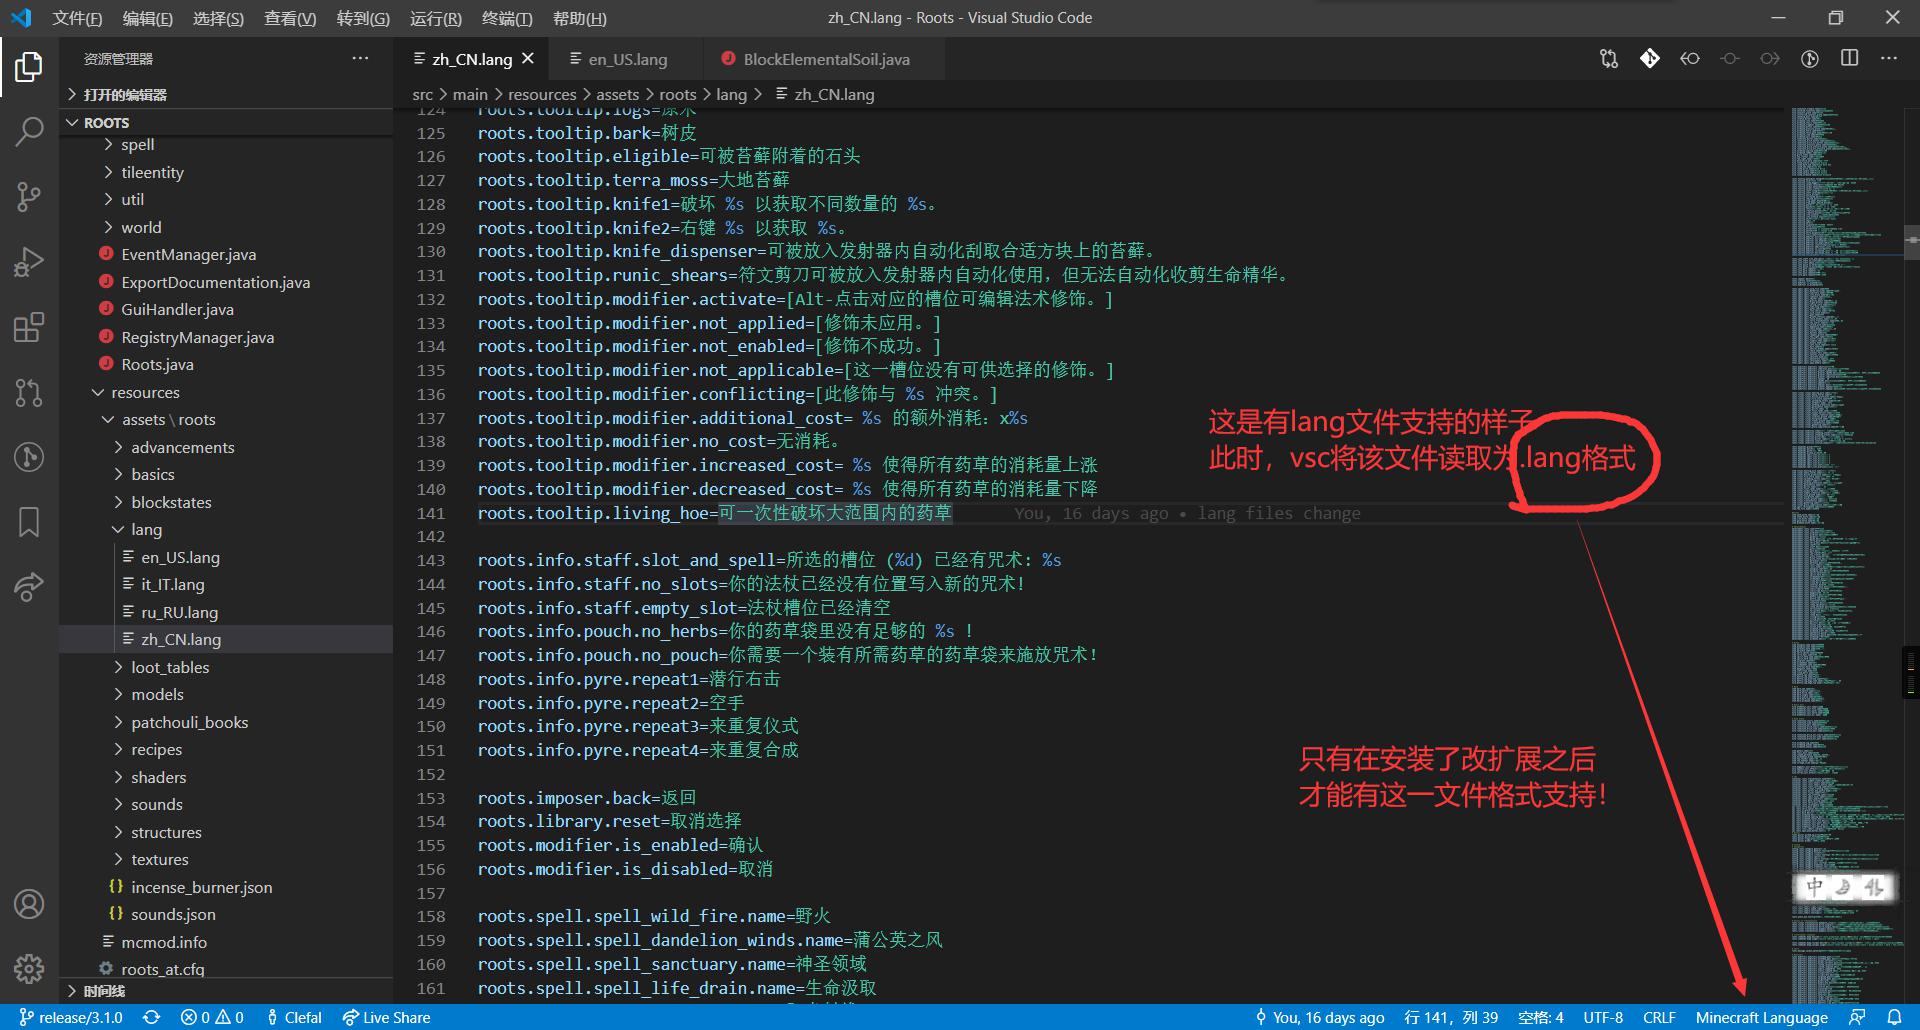 文件(F) 编辑(E) 选择(S) 查看(V) 转到(G) 运行(R) 终端(T) 帮助(H) zh_CN.lang - Roots - Visual Studio Code
资源管理器
zh_CN.lang
en_US.lang
BlockElementalSoil.java
打开的编辑器
src > main > resources > assets > roots > lang > zh_CN.lang
ROOTS
spell
tileentity
util
world
EventManager.java
ExportDocumentation.java
GuiHandler.java
RegistryManager.java
Roots.java
resources
assets \ roots
advancements
basics
blockstates
lang
en_US.lang
it_IT.lang
ru_RU.lang
zh_CN.lang
loot_tables
models
patchouli_books
recipes
shaders
sounds
structures
textures
incense_burner.json
sounds.json
mcmod.info
roots_at.cfg
时间线
124 roots.tooltip.logs=原木
125 roots.tooltip.bark=树皮
126 roots.tooltip.eligible=可被苔藓附着的石头
127 roots.tooltip.terra_moss=大地苔藓
128 roots.tooltip.knife1=破坏 %s 以获取不同数量的 %s。
129 roots.tooltip.knife2=右键 %s 以获取 %s。
130 roots.tooltip.knife_dispenser=可被放入发射器内自动化刮取合适方块上的苔藓。
131 roots.tooltip.runic_shears=符文剪刀可被放入发射器内自动化使用，但无法自动化收剪生命精华。
132 roots.tooltip.modifier.activate=[Alt-点击对应的槽位可编辑法术修饰。]
133 roots.tooltip.modifier.not_applied=[修饰未应用。]
134 roots.tooltip.modifier.not_enabled=[修饰不成功。]
135 roots.tooltip.modifier.not_applicable=[这一槽位没有可供选择的修饰。]
136 roots.tooltip.modifier.conflicting=[此修饰与 %s 冲突。]
137 roots.tooltip.modifier.additional_cost= %s 的额外消耗：x%s
138 roots.tooltip.modifier.no_cost=无消耗。
139 roots.tooltip.modifier.increased_cost= %s 使得所有药草的消耗量上涨
140 roots.tooltip.modifier.decreased_cost= %s 使得所有药草的消耗量下降
141 roots.tooltip.living_hoe=可一次性破坏大范围内的药草 You, 16 days ago • lang files change
142
143 roots.info.staff.slot_and_spell=所选的槽位 (%d) 已经有咒术：%s
144 roots.info.staff.no_slots=你的法杖已经没有位置写入新的咒术！
145 roots.info.staff.empty_slot=法杖槽位已经清空
146 roots.info.pouch.no_herbs=你的药草袋里没有足够的 %s ！
147 roots.info.pouch.no_pouch=你需要一个装有所需药草的药草袋来施放咒术！
148 roots.info.pyre.repeat1=潜行右击
149 roots.info.pyre.repeat2=空手
150 roots.info.pyre.repeat3=来重复仪式
151 roots.info.pyre.repeat4=来重复合成
152
153 roots.imposer.back=返回
154 roots.library.reset=取消选择
155 roots.modifier.is_enabled=确认
156 roots.modifier.is_disabled=取消
157
158 roots.spell.spell_wild_fire.name=野火
159 roots.spell.spell_dandelion_winds.name=蒲公英之风
160 roots.spell.spell_sanctuary.name=神圣领域
161 roots.spell.spell_life_drain.name=生命汲取
这是有lang文件支持的样子
此时，vsc将该文件读取为.lang格式
只有在安装了改扩展之后
才能有这一文件格式支持！
中
release/3.1.0 0 0 Clefal Live Share You, 16 days ago 行 141，列 39 空格: 4 UTF-8 CRLF Minecraft Language